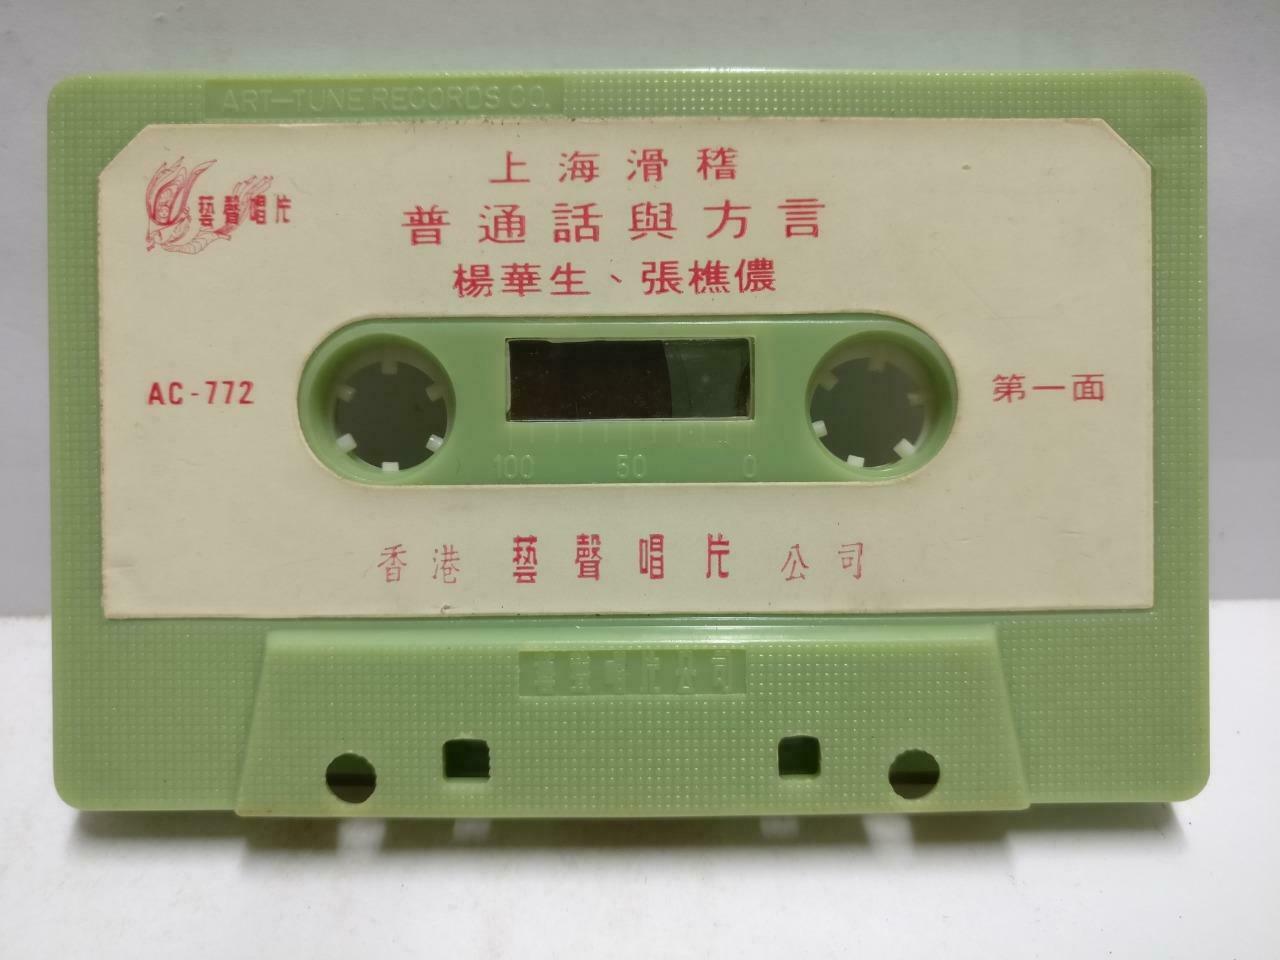 ART-TUNE RECORDS CO.
藝聲唱片
上海滑稽
普通話與方言
楊華生、張樵儂
AC-772
第一面
100 50 0
香港 藝聲唱片 公司
藝聲唱片公司